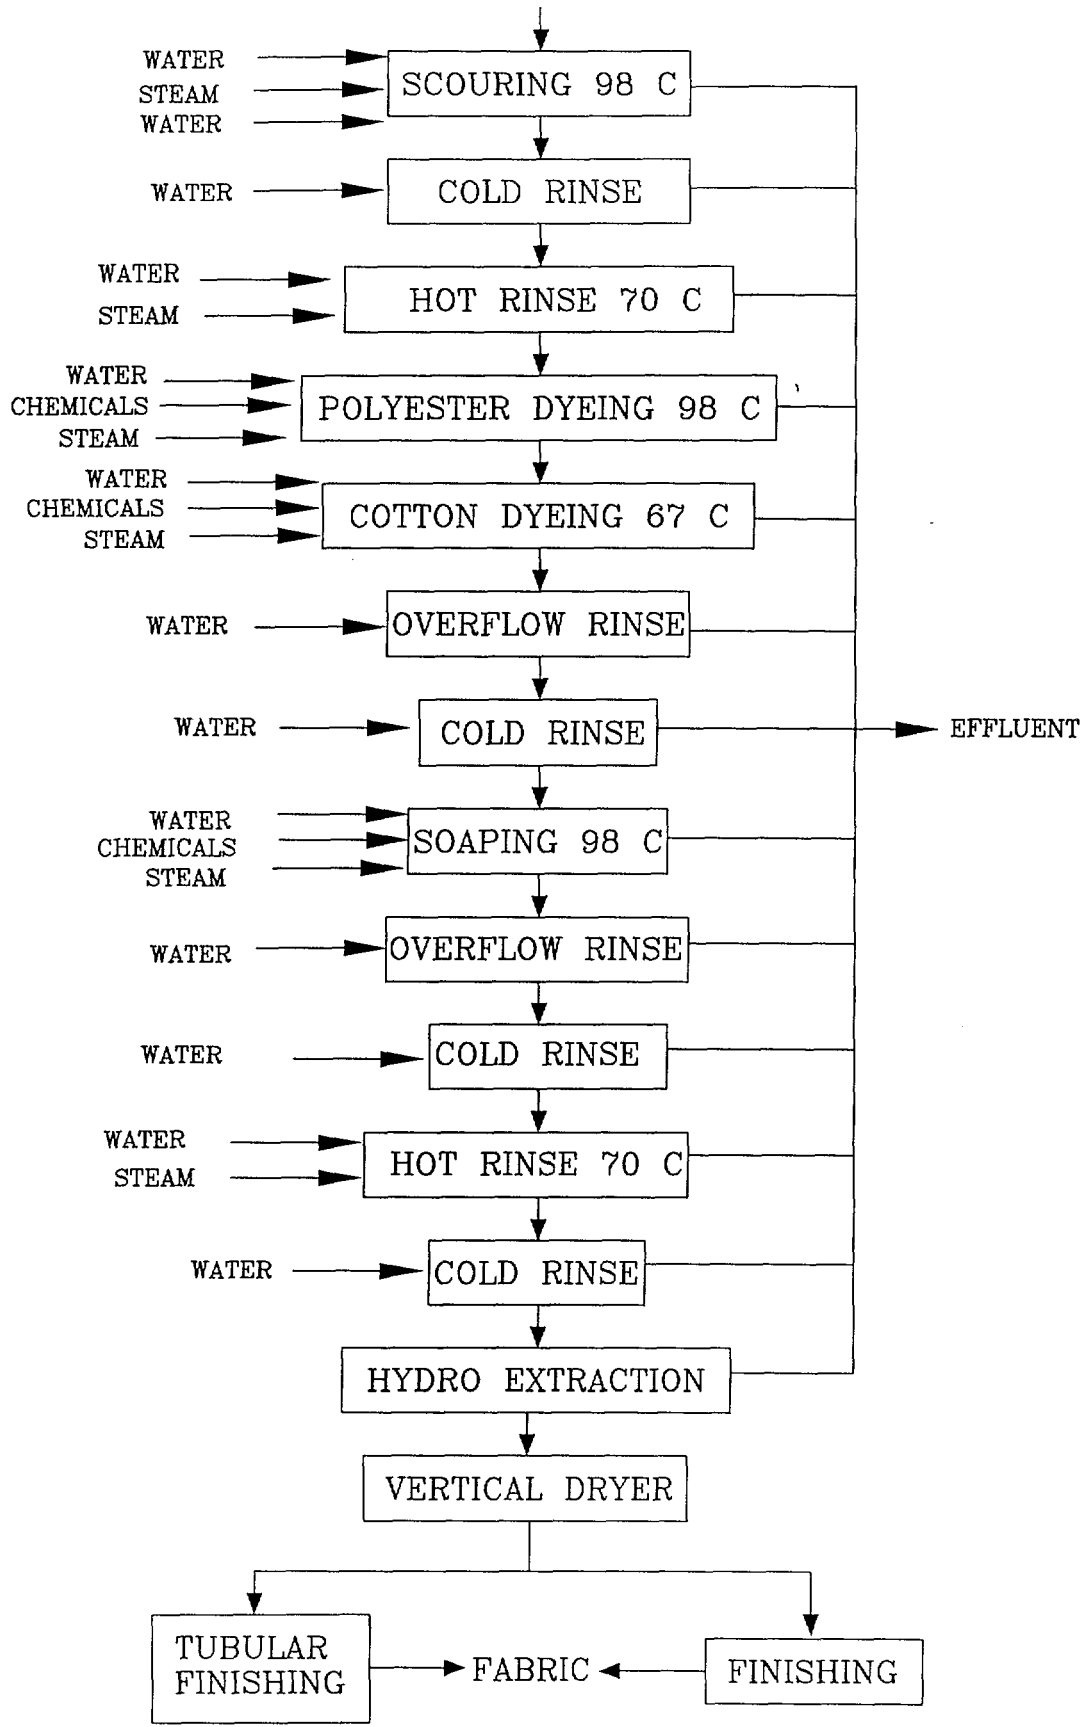 WATER
STEAM
WATER
SCOURING 98 C
WATER
COLD RINSE
WATER
STEAM
HOT RINSE 70 C
WATER
CHEMICALS
STEAM
POLYESTER DYEING 98 C
WATER
CHEMICALS
STEAM
COTTON DYEING 67 C
WATER
OVERFLOW RINSE
WATER
COLD RINSE
EFFLUENT
WATER
CHEMICALS
STEAM
SOAPING 98 C
WATER
OVERFLOW RINSE
WATER
COLD RINSE
WATER
STEAM
HOT RINSE 70 C
WATER
COLD RINSE
HYDRO EXTRACTION
VERTICAL DRYER
TUBULAR
FINISHING
FABRIC
FINISHING